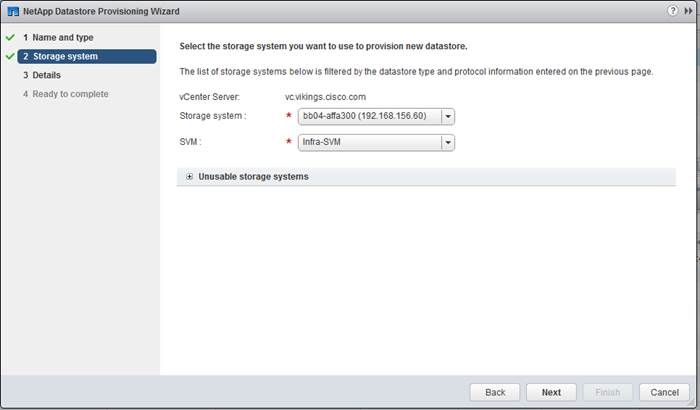 NetApp Datastore Provisioning Wizard
1 Name and type
2 Storage system
3 Details
4 Ready to complete
Select the storage system you want to use to provision new datastore.
The list of storage systems below is filtered by the datastore type and protocol information entered on the previous page.
vCenter Server: vc.vikings.cisco.com
Storage system : * bb04-affa300 (192.168.156.60)
SVM : * Infra-SVM
Unusable storage systems
Back Next Finish Cancel